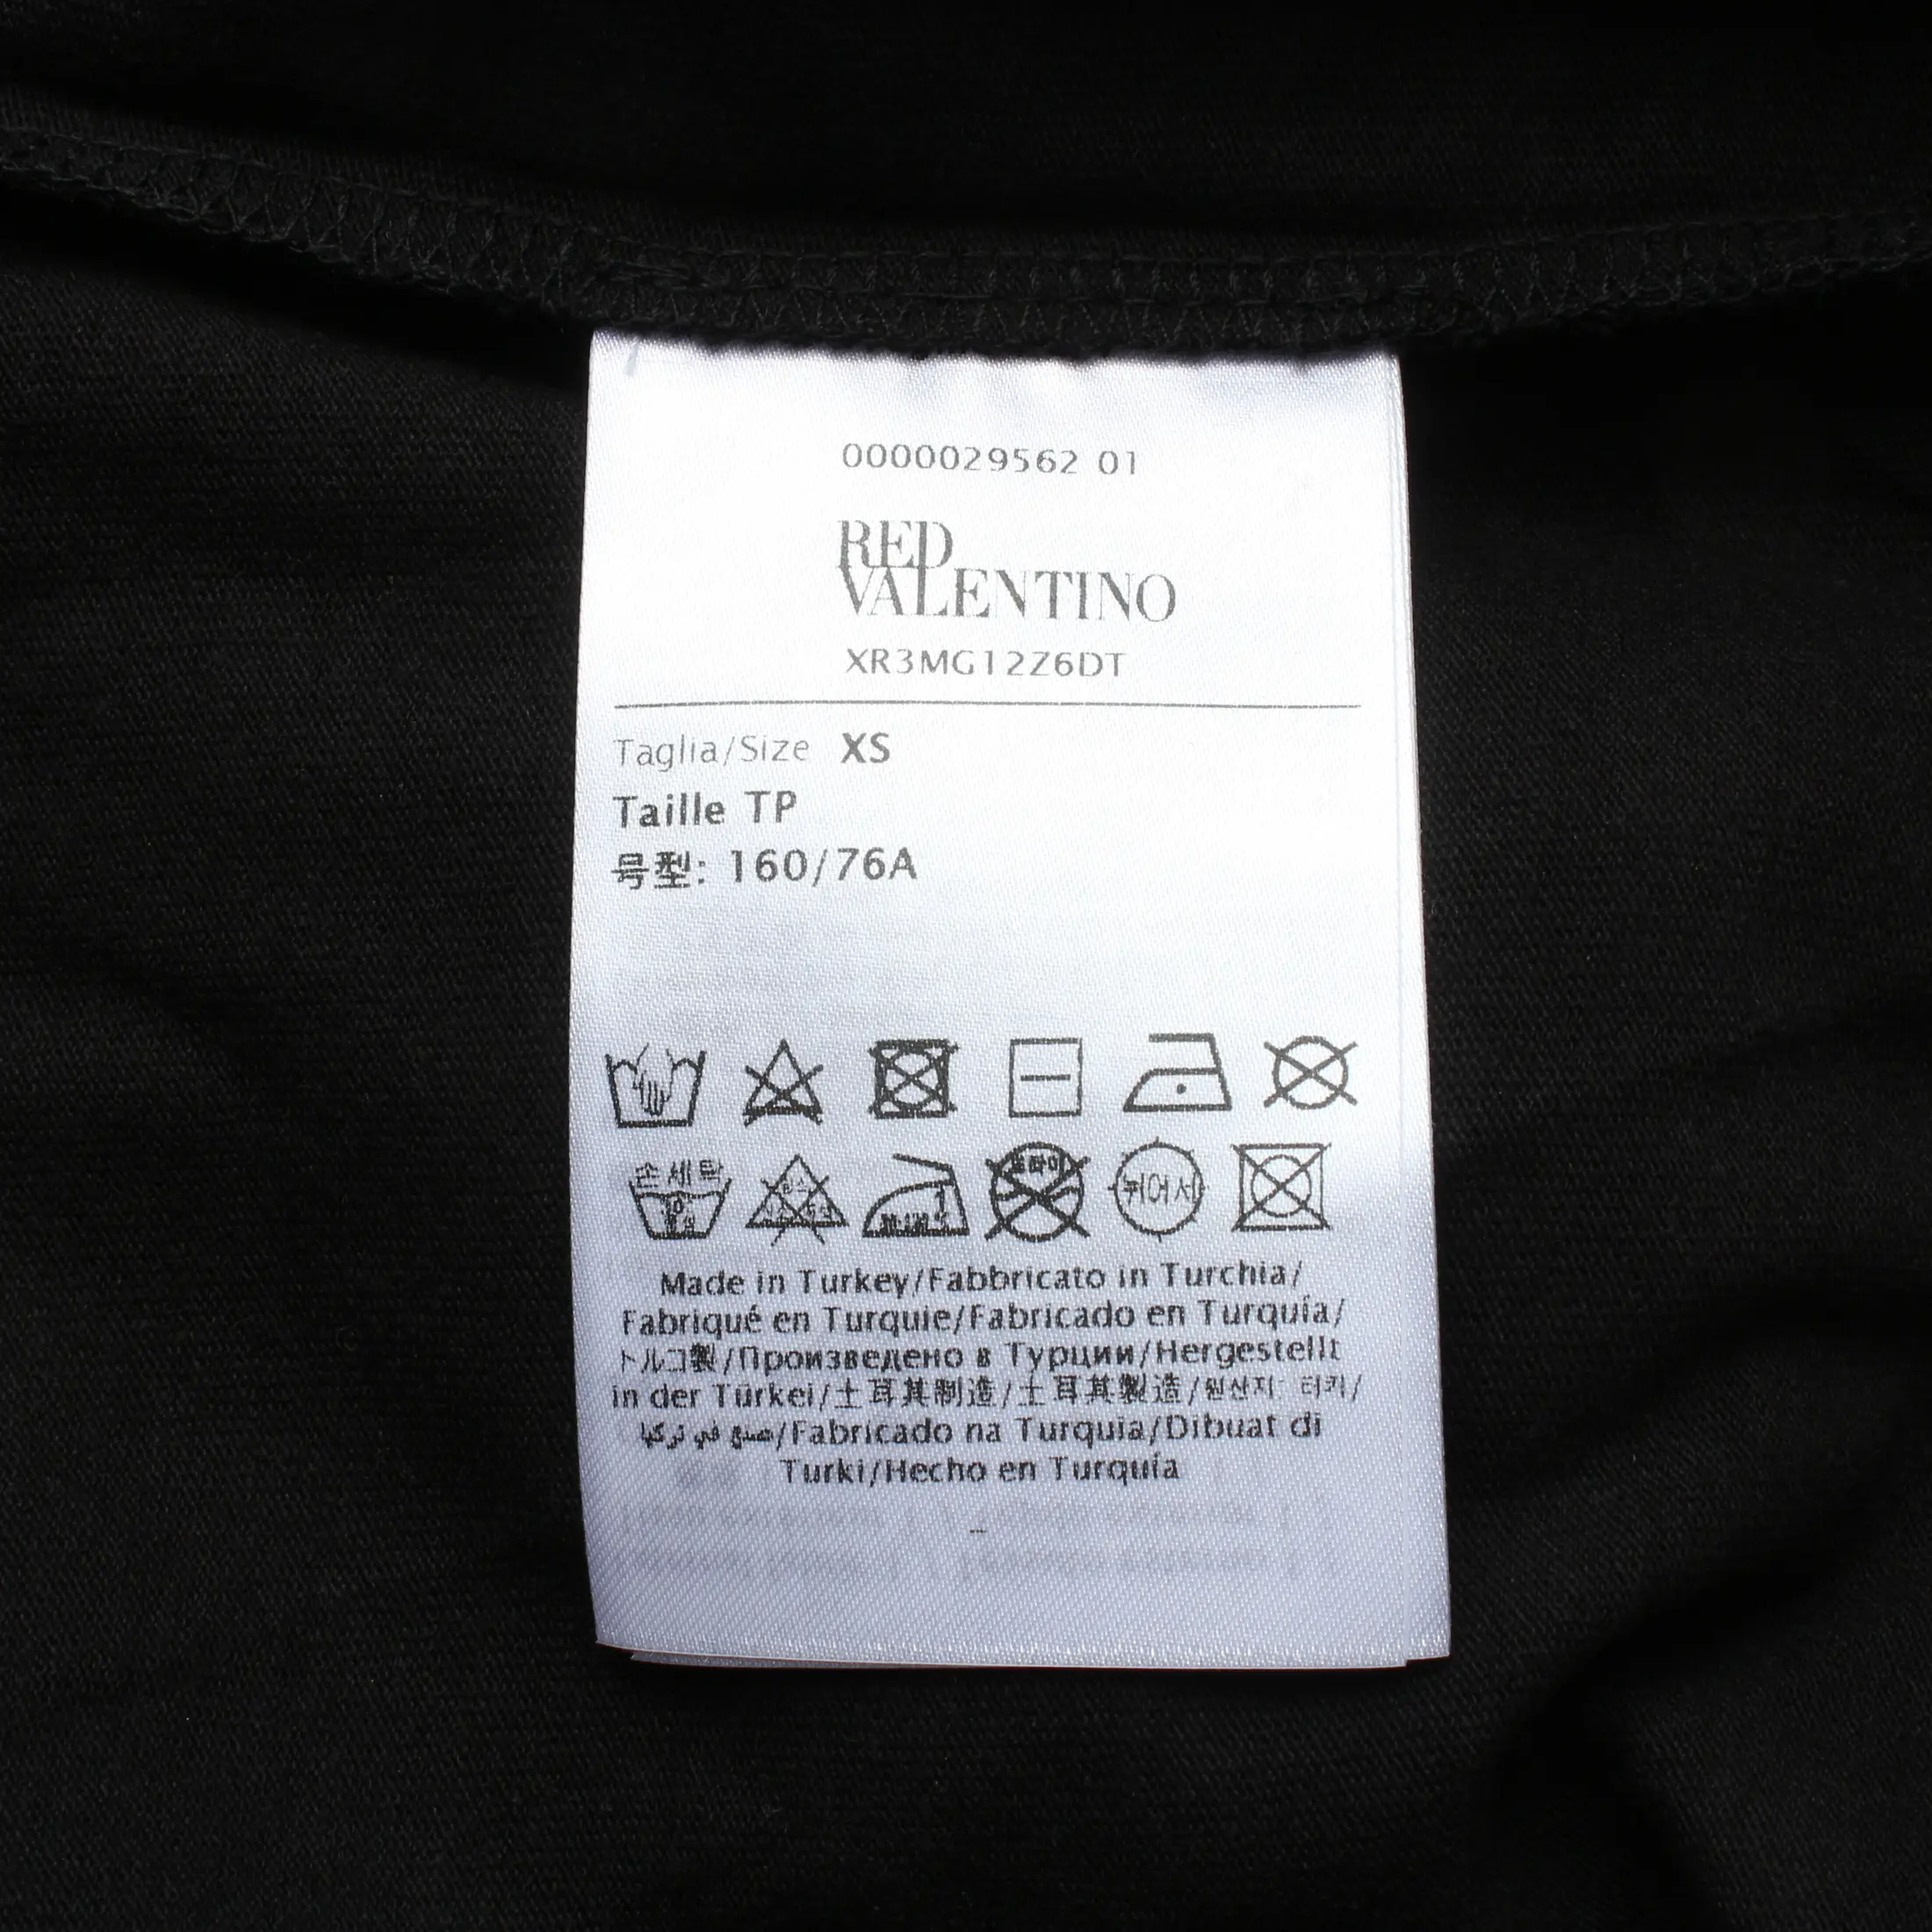 0000029562 01
RED
VALENTINO
XR3MG12Z6DT
Taglia/Size XS
Taille TP
号型: 160/76A
손세탁
뉘어서
Made in Turkey/Fabbricato in Turchia/
Fabriqué en Turquie/Fabricado en Turquía/
トルコ製/Произведено в Турции/Hergestellt
in der Türkei/土耳其制造/土耳其製造/원산지: 터키/
صنع في تركيا/Fabricado na Turquia/Dibuat di
Turki/Hecho en Turquía